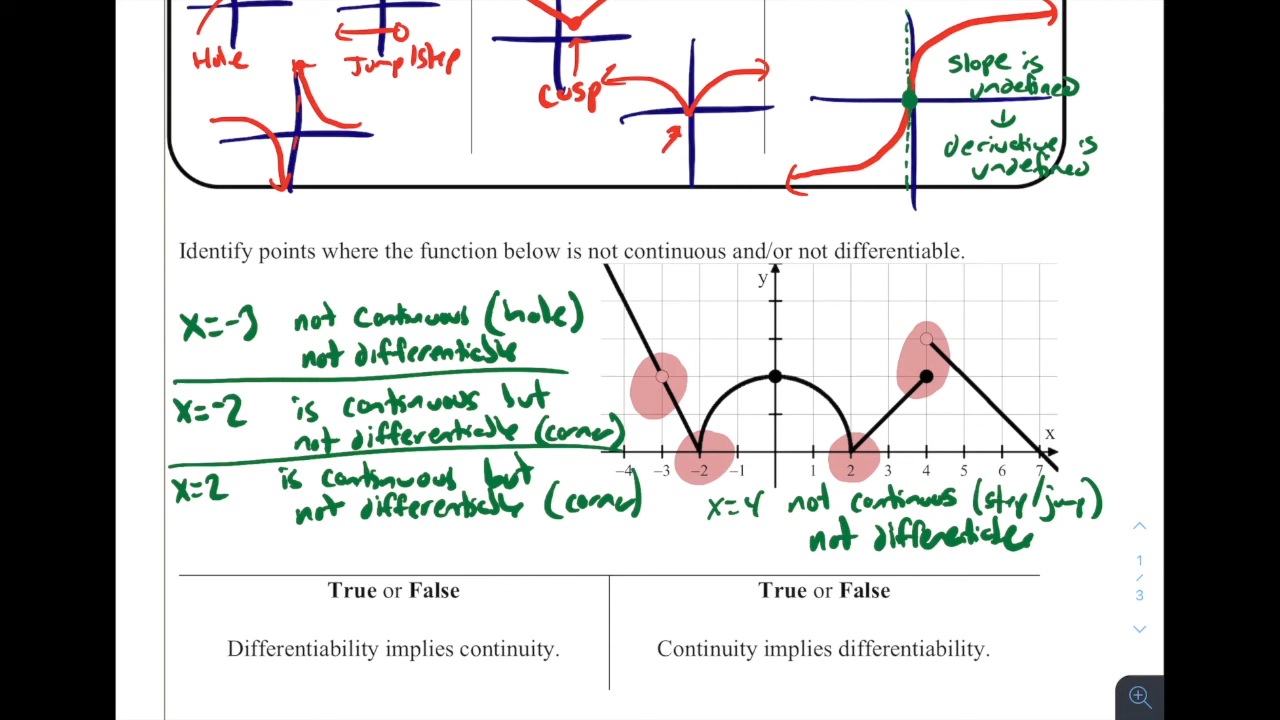 Hole
Jump/step
cusp
slope is
undefined
derivative is
undefined
Identify points where the function below is not continuous and/or not differentiable.
x=-3 not continuous (hole)
not differentiable
x=-2 is continuous but
not differentiable (corner)
x=2 is continuous but
not differentiable (corner)
y
x
-4 -3 -2 -1 1 2 3 4 5 6 7
x=4 not continuous (step/jump)
not differentiable
True or False
Differentiability implies continuity.
True or False
Continuity implies differentiability.
1
/
3